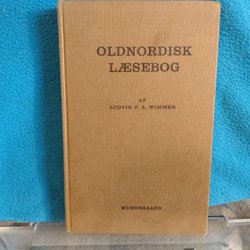 OLDNORDISK
LÆSEBOG
AF
LUDVIG F. A. WIMMER
MUNKSGAARD